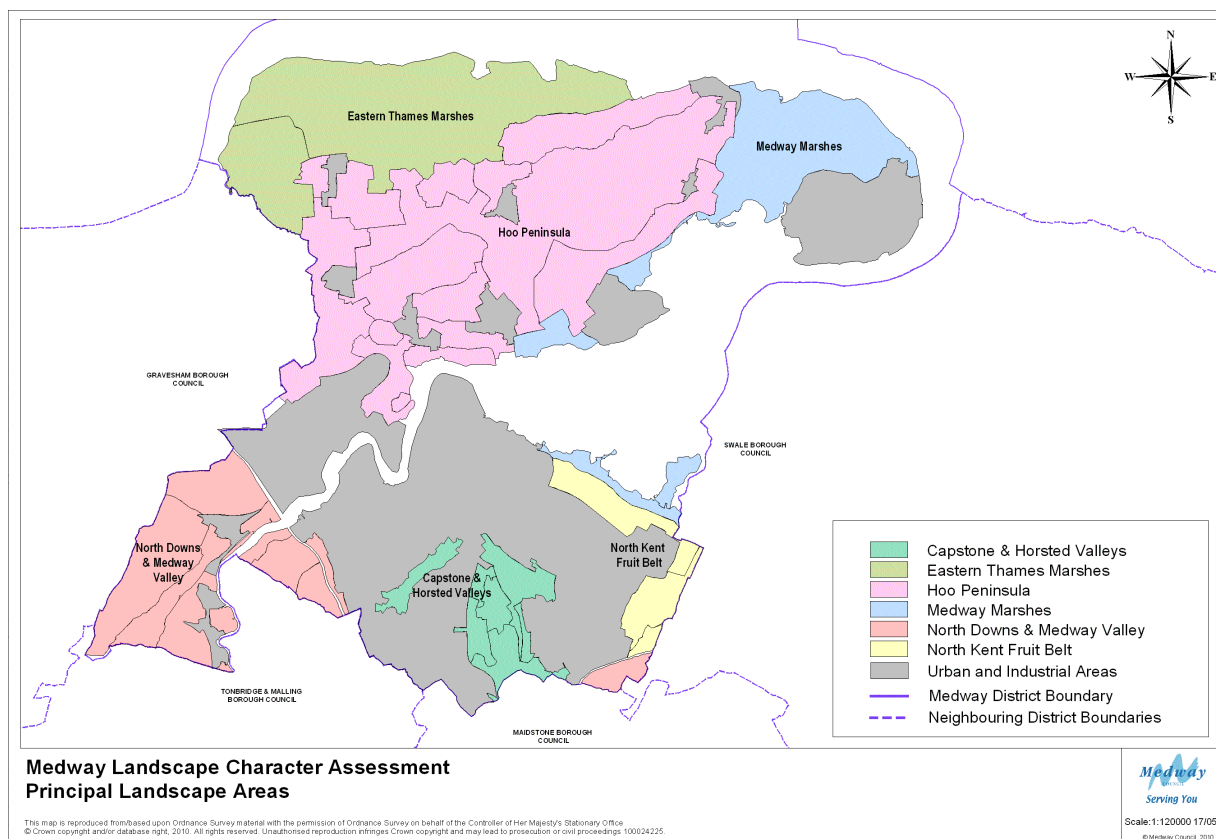 N
W E
S
Eastern Thames Marshes
Medway Marshes
Hoo Peninsula
GRAVESHAM BOROUGH
COUNCIL
SWALE BOROUGH
COUNCIL
North Downs
& Medway
Valley
North Kent
Fruit Belt
Capstone &
Horsted Valleys
TONBRIDGE & MALLING
BOROUGH COUNCIL
MAIDSTONE BOROUGH
COUNCIL
Capstone & Horsted Valleys
Eastern Thames Marshes
Hoo Peninsula
Medway Marshes
North Downs & Medway Valley
North Kent Fruit Belt
Urban and Industrial Areas
Medway District Boundary
Neighbouring District Boundaries
Medway Landscape Character Assessment
Principal Landscape Areas
This map is reproduced from/based upon Ordnance Survey material with the permission of Ordnance Survey on behalf of the Controller of Her Majesty's Stationary Office
© Crown copyright and/or database right, 2010. All rights reserved. Unauthorised reproduction infringes Crown copyright and may lead to prosecution or civil proceedings 100024225.
Medway
COUNCIL
Serving You
Scale:1:120000 17/05
© Medway Council, 2010